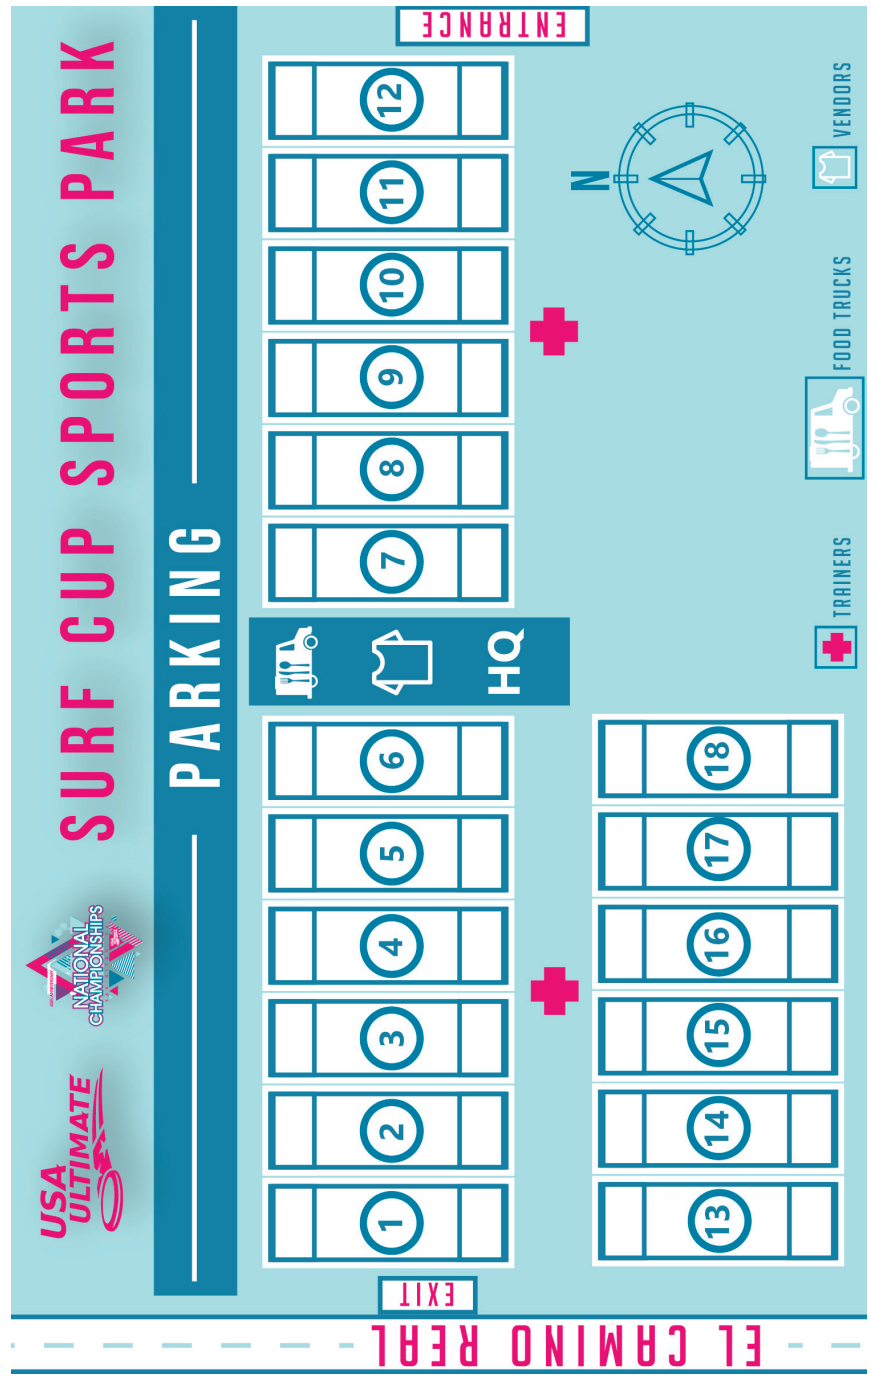 USA
ULTIMATE
NATIONAL
CHAMPIONSHIPS
SURF CUP SPORTS PARK
PARKING
EL CAMINO REAL
EXIT
1 2 3 4 5 6
HQ
7 8 9 10 11 12
ENTRANCE
13 14 15 16 17 18
N
TRAINERS
FOOD TRUCKS
VENDORS